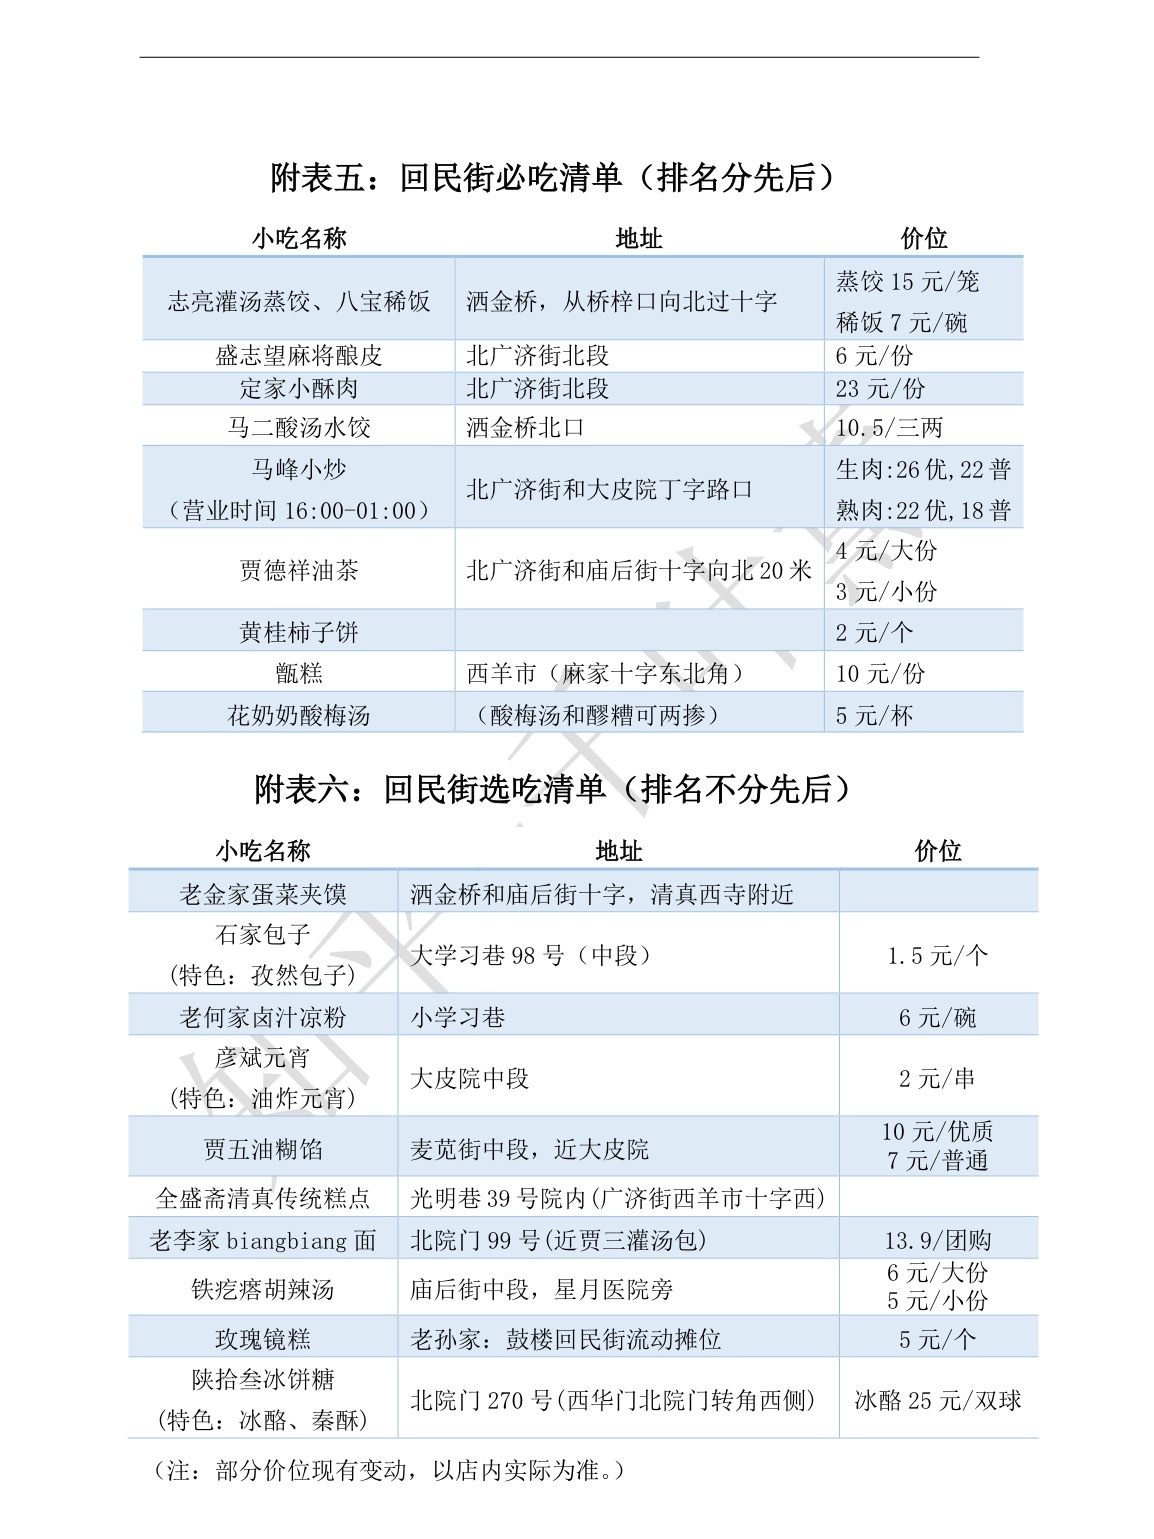 附表五：回民街必吃清单（排名分先后）
小吃名称 地址 价位
志亮灌汤蒸饺、八宝稀饭 洒金桥，从桥梓口向北过十字 蒸饺 15 元/笼
稀饭 7 元/碗
盛志望麻将酿皮 北广济街北段 6 元/份
定家小酥肉 北广济街北段 23 元/份
马二酸汤水饺 洒金桥北口 10.5/三两
马峰小炒
（营业时间 16:00-01:00） 北广济街和大皮院丁字路口 生肉:26 优,22 普
熟肉:22 优,18 普
贾德祥油茶 北广济街和庙后街十字向北 20 米 4 元/大份
3 元/小份
黄桂柿子饼 2 元/个
甑糕 西羊市（麻家十字东北角） 10 元/份
花奶奶酸梅汤 （酸梅汤和醪糟可两掺） 5 元/杯
附表六：回民街选吃清单（排名不分先后）
小吃名称 地址 价位
老金家蛋菜夹馍 洒金桥和庙后街十字，清真西寺附近
石家包子
(特色：孜然包子) 大学习巷 98 号（中段） 1.5 元/个
老何家卤汁凉粉 小学习巷 6 元/碗
彦斌元宵
(特色：油炸元宵) 大皮院中段 2 元/串
贾五油糊馅 麦苋街中段，近大皮院 10 元/优质
7 元/普通
全盛斋清真传统糕点 光明巷 39 号院内(广济街西羊市十字西)
老李家 biangbiang 面 北院门 99 号(近贾三灌汤包) 13.9/团购
铁疙瘩胡辣汤 庙后街中段，星月医院旁 6 元/大份
5 元/小份
玫瑰镜糕 老孙家：鼓楼回民街流动摊位 5 元/个
陕拾叁冰饼糖
(特色：冰酪、秦酥) 北院门 270 号(西华门北院门转角西侧) 冰酪 25 元/双球
（注：部分价位现有变动，以店内实际为准。）